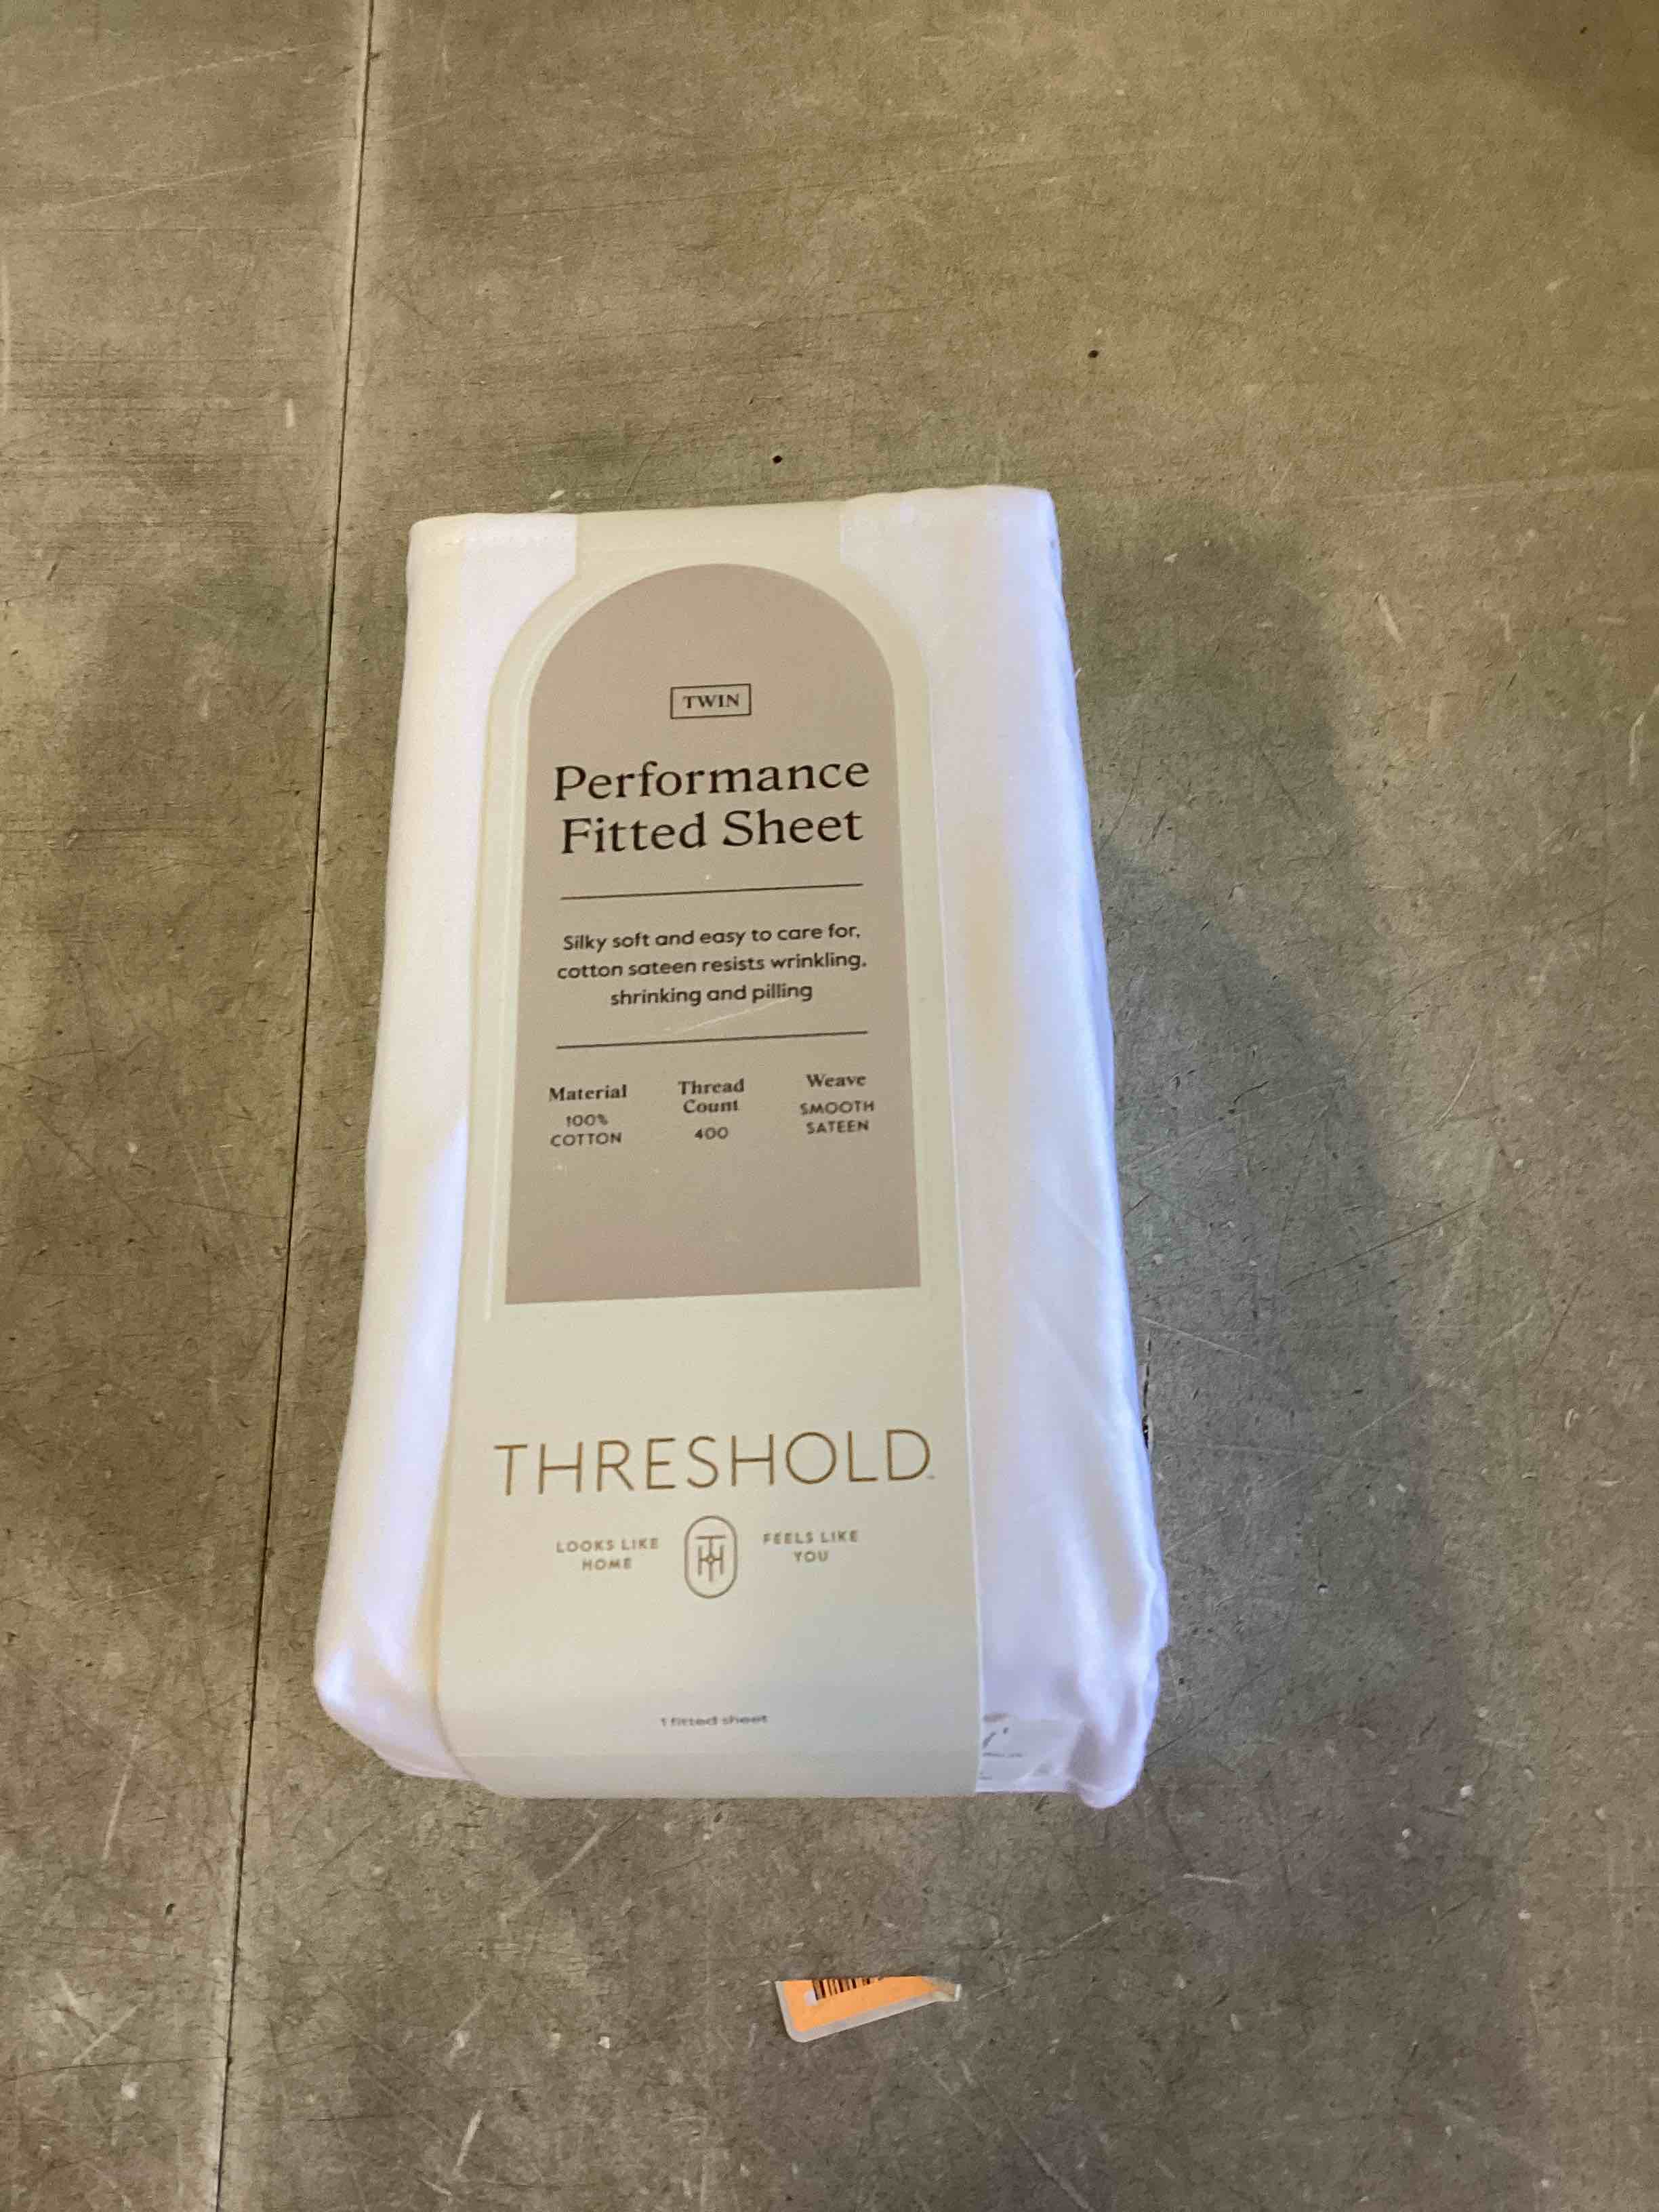 TWIN
Performance
Fitted Sheet
Silky soft and easy to care for,
cotton sateen resists wrinkling,
shrinking and pilling
Material
100%
COTTON
Thread
Count
400
Weave
SMOOTH
SATEEN
THRESHOLD
LOOKS LIKE
HOME
FEELS LIKE
YOU
1 fitted sheet